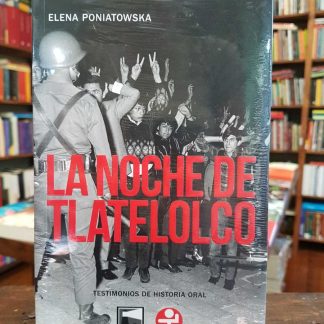 ELENA PONIATOWSKA
LA NOCHE DE
TLATELOLCO
TESTIMONIOS DE HISTORIA ORAL